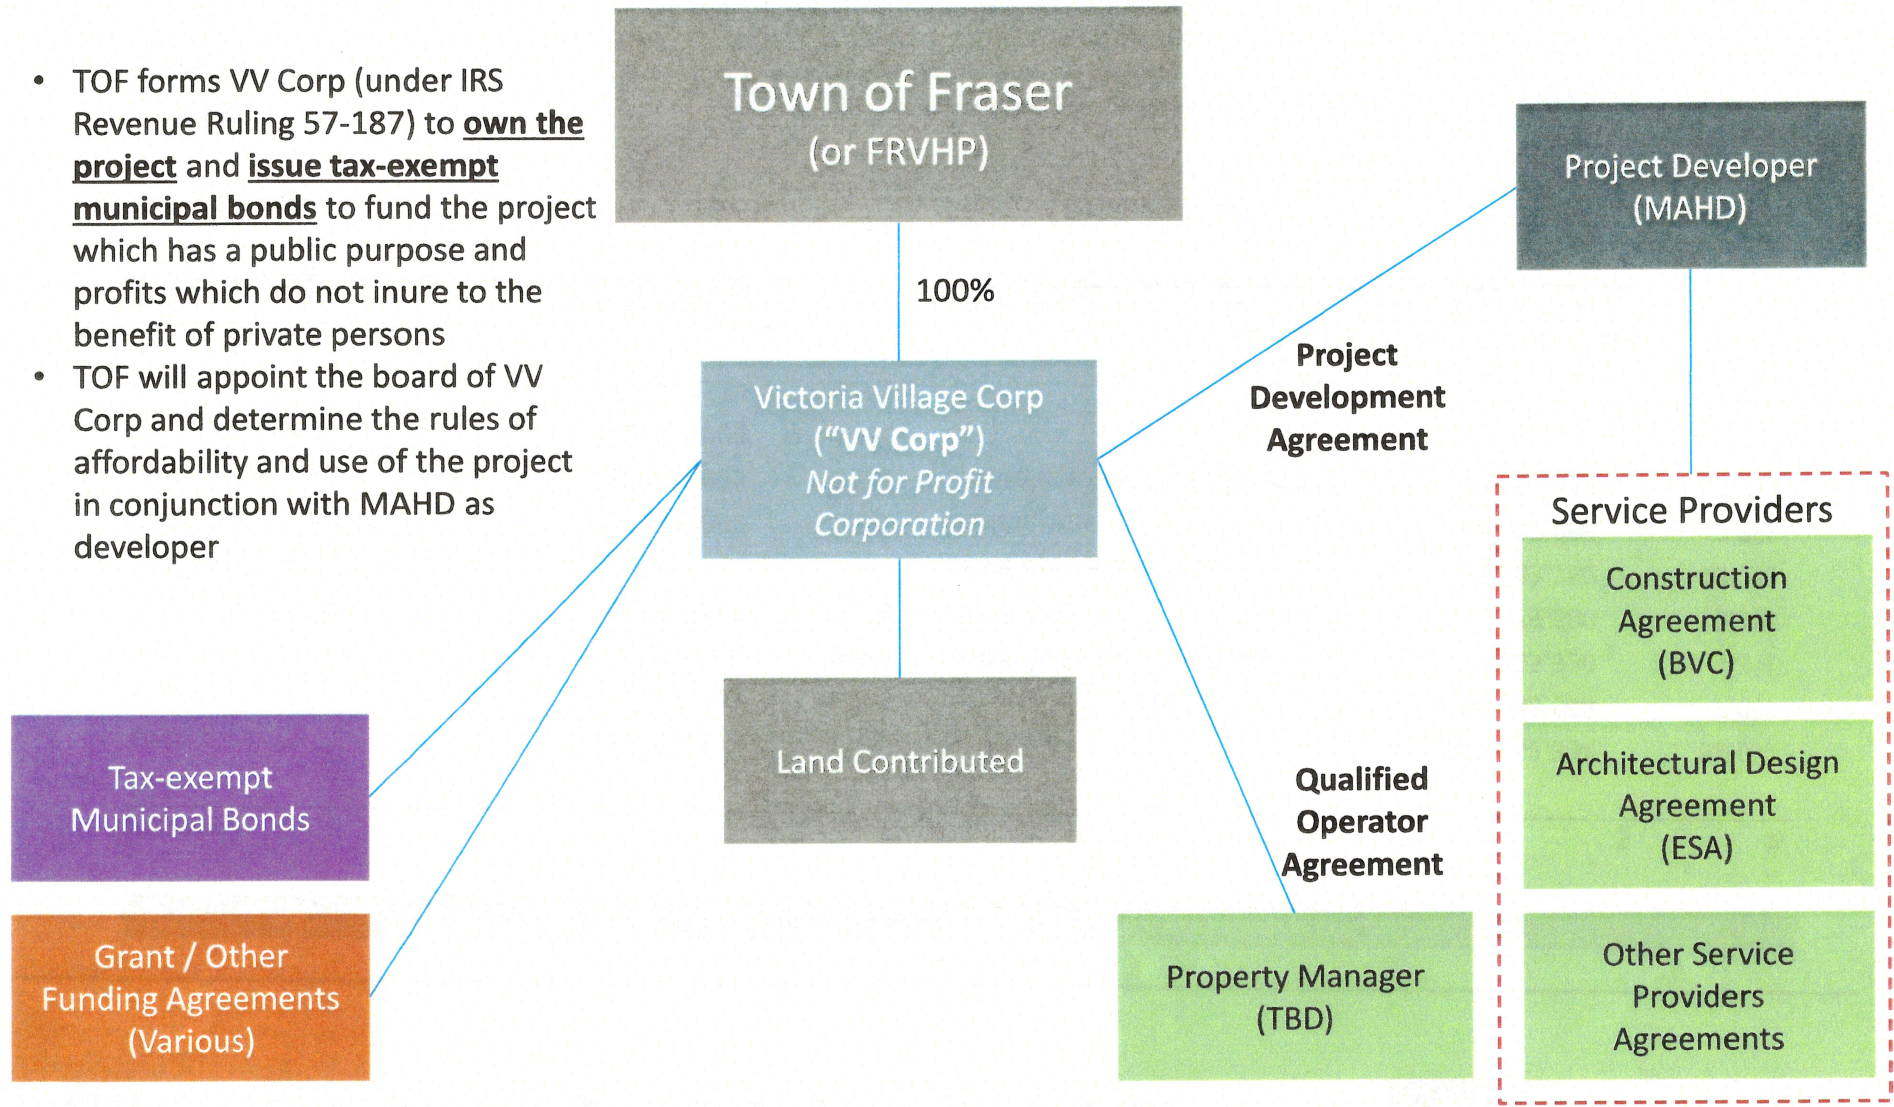 • TOF forms VV Corp (under IRS
Revenue Ruling 57-187) to own the
project and issue tax-exempt
municipal bonds to fund the project
which has a public purpose and
profits which do not inure to the
benefit of private persons
• TOF will appoint the board of VV
Corp and determine the rules of
affordability and use of the project
in conjunction with MAHD as
developer
Town of Fraser
(or FRVHP)
100%
Project Developer
(MAHD)
Victoria Village Corp
("VV Corp")
Not for Profit
Corporation
Project
Development
Agreement
Service Providers
Construction
Agreement
(BVC)
Architectural Design
Agreement
(ESA)
Other Service
Providers
Agreements
Land Contributed
Qualified
Operator
Agreement
Property Manager
(TBD)
Tax-exempt
Municipal Bonds
Grant / Other
Funding Agreements
(Various)